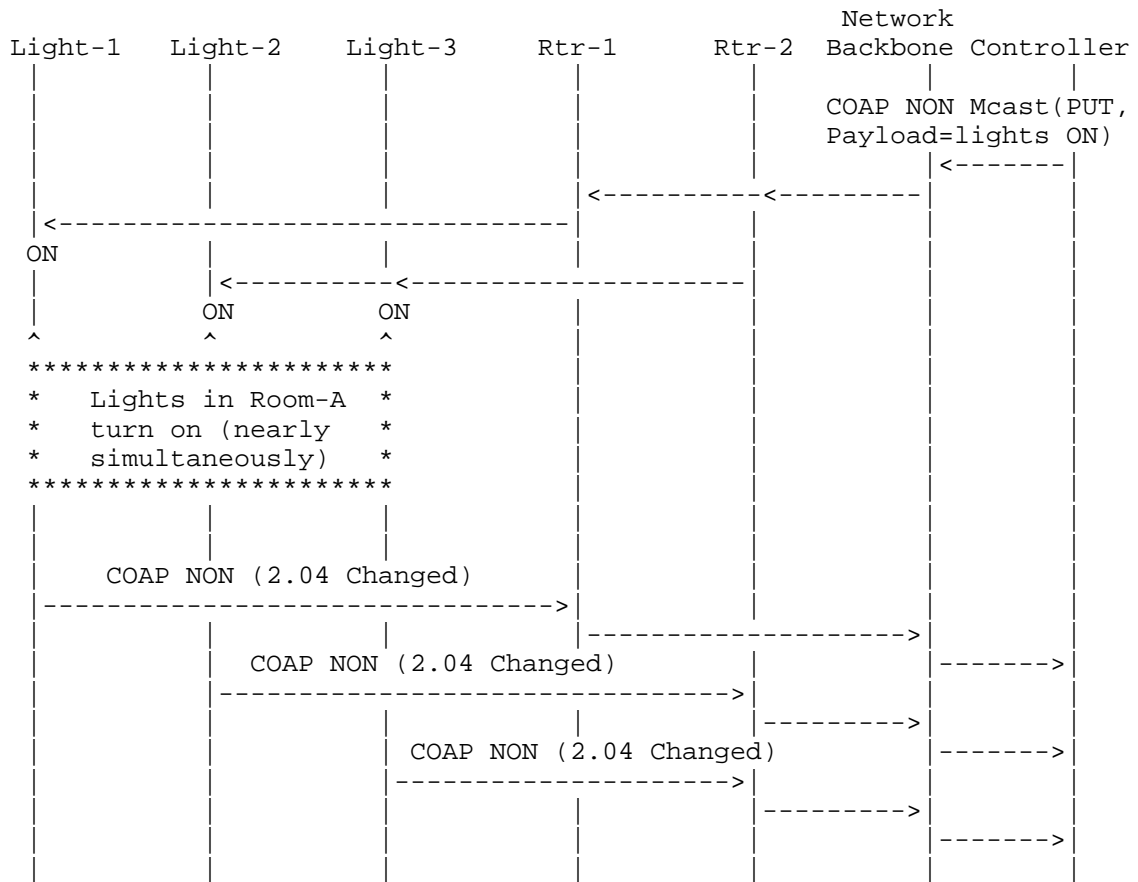 Network
Light-1 Light-2 Light-3 Rtr-1 Rtr-2 Backbone Controller
COAP NON Mcast(PUT,
Payload=lights ON)
ON
ON ON
Lights in Room-A
turn on (nearly
simultaneously)
COAP NON (2.04 Changed)
COAP NON (2.04 Changed)
COAP NON (2.04 Changed)